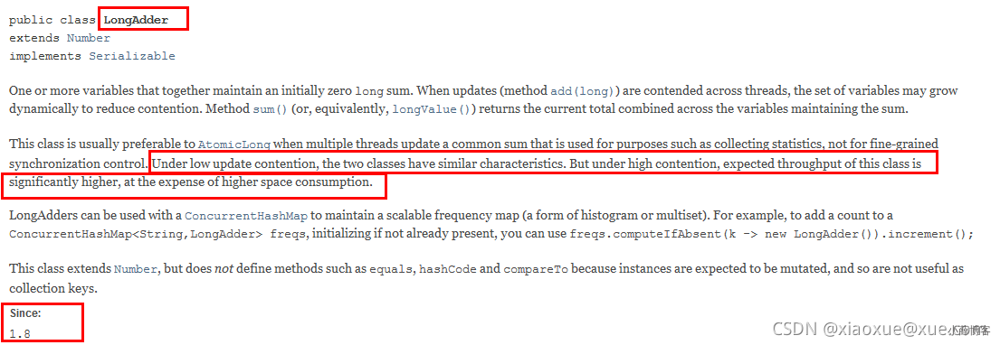 public class LongAdder
extends Number
implements Serializable
One or more variables that together maintain an initially zero long sum. When updates (method add(long)) are contended across threads, the set of variables may grow
dynamically to reduce contention. Method sum() (or, equivalently, longValue()) returns the current total combined across the variables maintaining the sum.
This class is usually preferable to AtomicLong when multiple threads update a common sum that is used for purposes such as collecting statistics, not for fine-grained
synchronization control. Under low update contention, the two classes have similar characteristics. But under high contention, expected throughput of this class is
significantly higher, at the expense of higher space consumption.
LongAdders can be used with a ConcurrentHashMap to maintain a scalable frequency map (a form of histogram or multiset). For example, to add a count to a
ConcurrentHashMap<String,LongAdder> freqs, initializing if not already present, you can use freqs.computeIfAbsent(k -> new LongAdder()).increment();
This class extends Number, but does not define methods such as equals, hashCode and compareTo because instances are expected to be mutated, and so are not useful as
collection keys.
Since:
1.8
CSDN @xiaoxue@xue